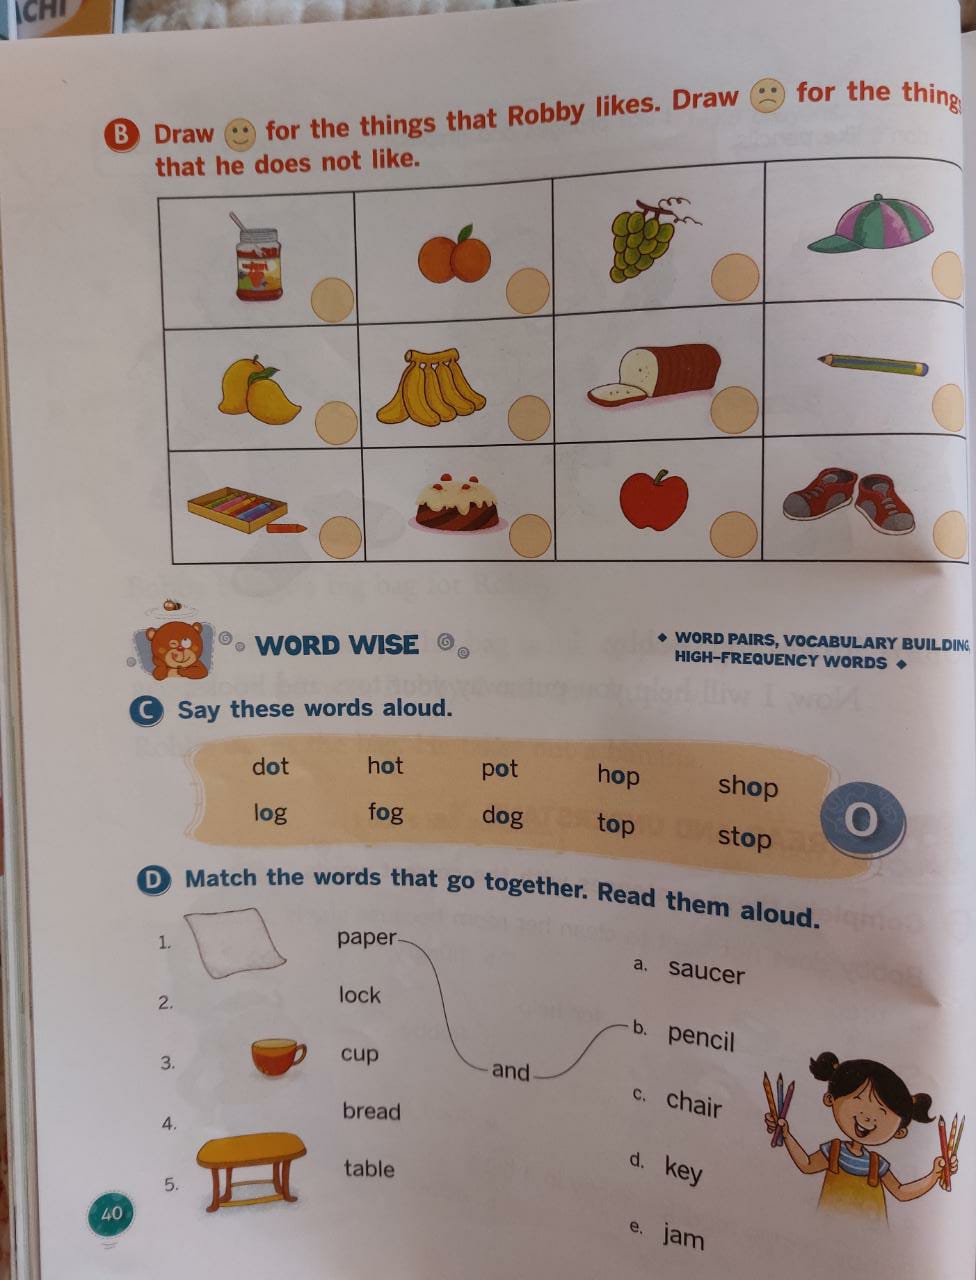 ACHI
B Draw for the things that Robby likes. Draw for the things
that he does not like.
WORD WISE
WORD PAIRS, VOCABULARY BUILDING,
HIGH-FREQUENCY WORDS
C Say these words aloud.
dot hot pot hop shop
log fog dog top stop
O
D Match the words that go together. Read them aloud.
1. paper a. saucer
2. lock b. pencil
3. cup and c. chair
4. bread d. key
5. table e. jam
40